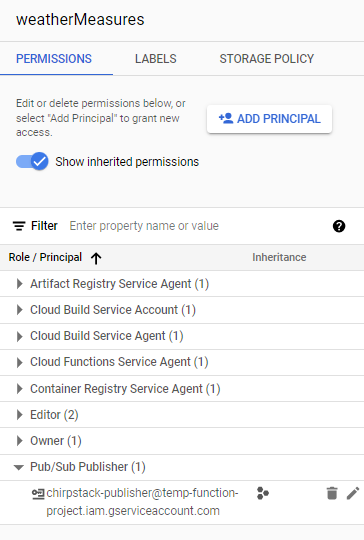 weatherMeasures
PERMISSIONS LABELS STORAGE POLICY
Edit or delete permissions below, or
select "Add Principal" to grant new
access.
ADD PRINCIPAL
Show inherited permissions
Filter Enter property name or value
Role / Principal Inheritance
Artifact Registry Service Agent (1)
Cloud Build Service Account (1)
Cloud Build Service Agent (1)
Cloud Functions Service Agent (1)
Container Registry Service Agent (1)
Editor (2)
Owner (1)
Pub/Sub Publisher (1)
chirpstack-publisher@temp-function-
project.iam.gserviceaccount.com